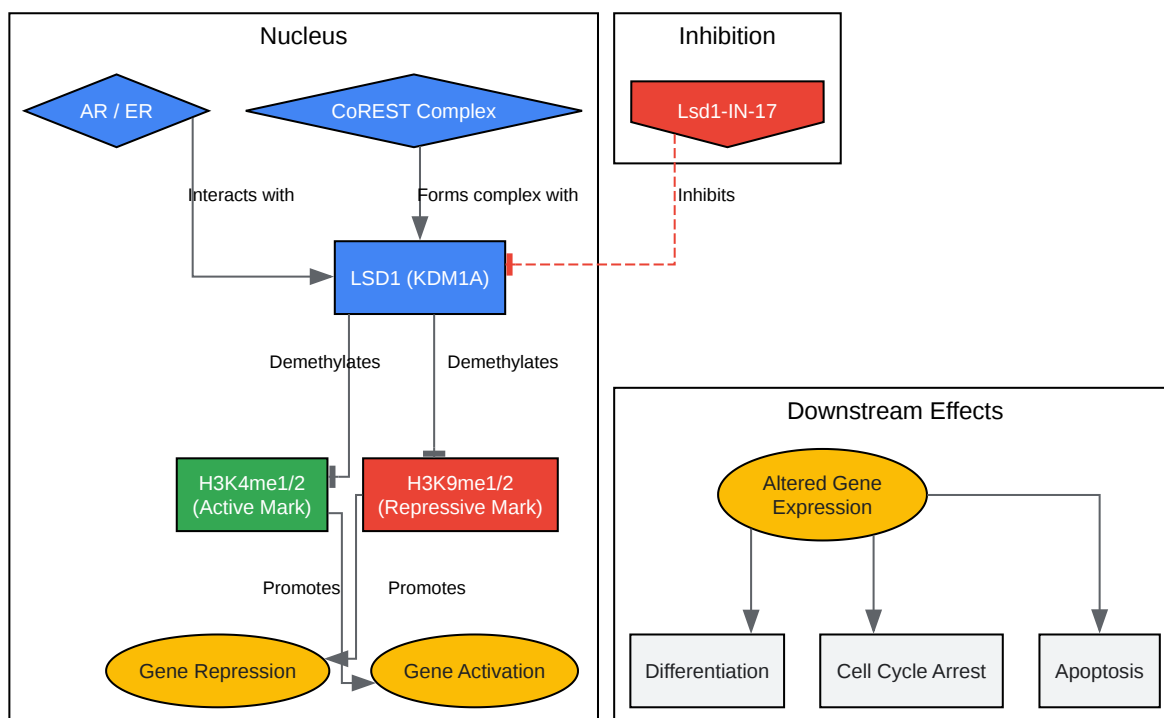 Nucleus
Inhibition
AR / ER
CoREST Complex
Lsd1-IN-17
Interacts with
Forms complex with
Inhibits
LSD1 (KDM1A)
Demethylates
Demethylates
Downstream Effects
H3K4me1/2
(Active Mark)
H3K9me1/2
(Repressive Mark)
Altered Gene
Expression
Promotes
Promotes
Gene Repression
Gene Activation
Differentiation
Cell Cycle Arrest
Apoptosis